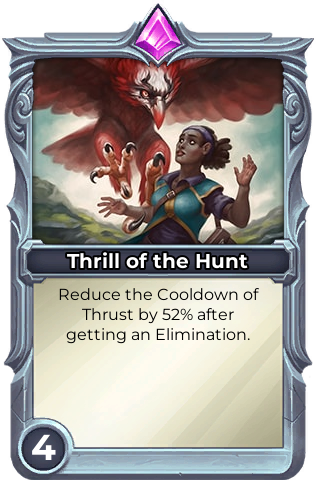 Thrill of the Hunt
Reduce the Cooldown of
Thrust by 52% after
getting an Elimination.
4